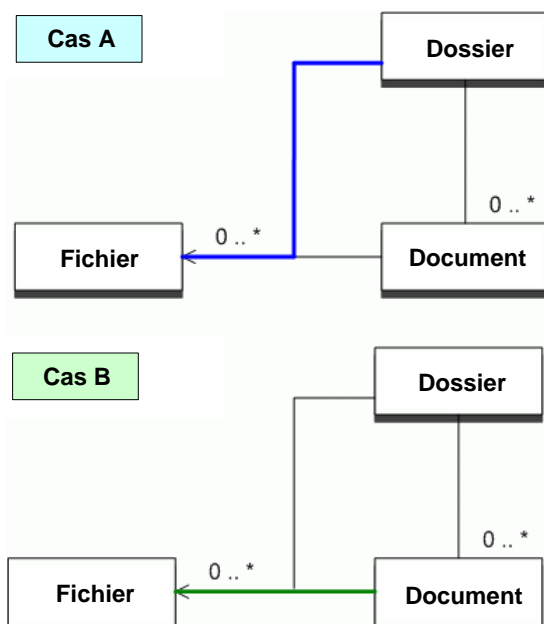 Cas A
Dossier
0 .. *
0 .. *
Fichier
Document
Cas B
Dossier
0 .. *
0 .. *
Fichier
Document